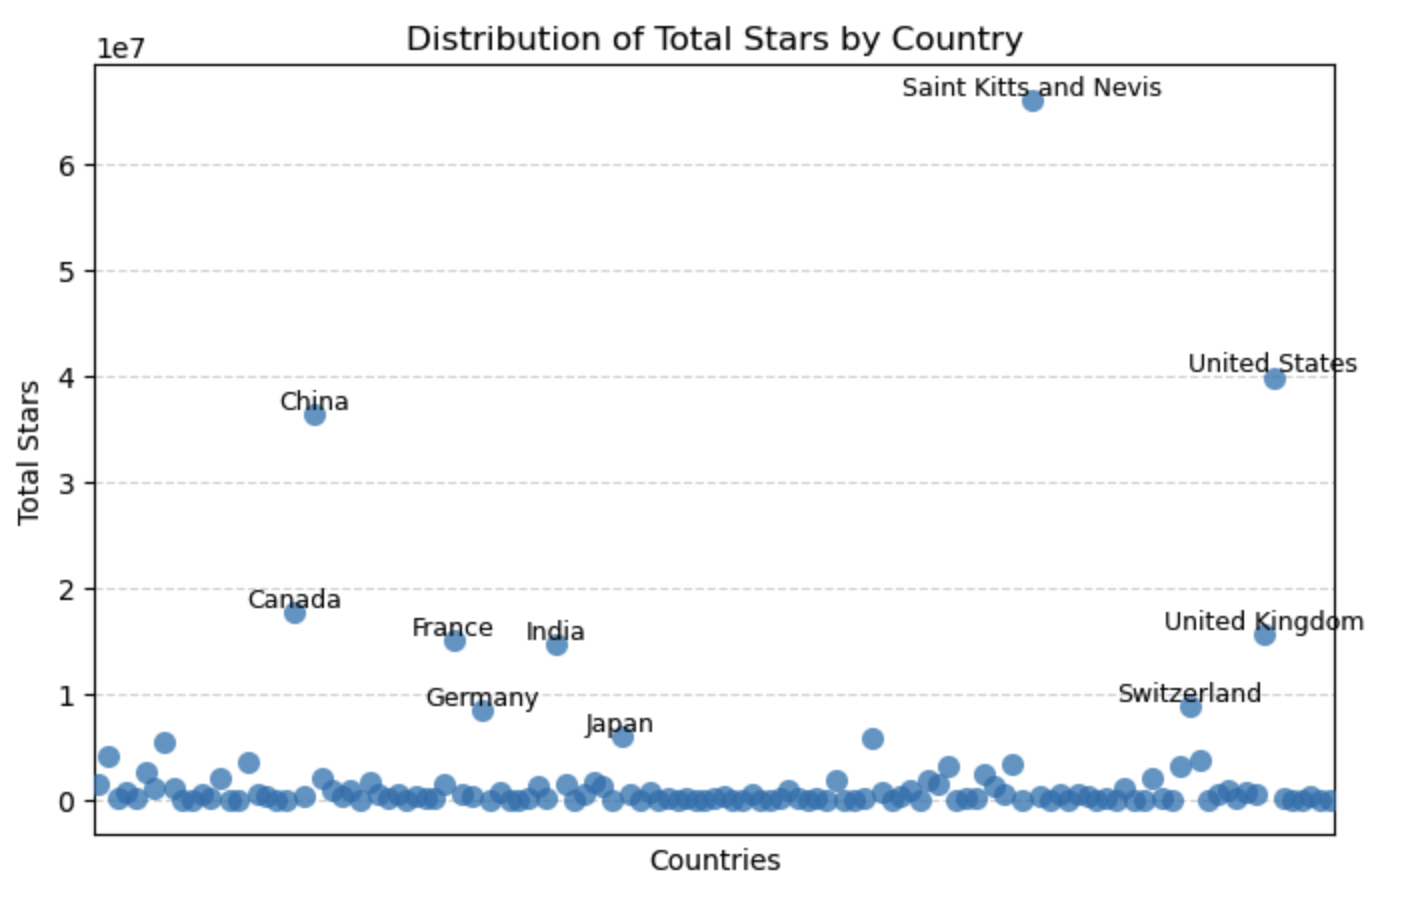 Distribution of Total Stars by Country
1e7
Saint Kitts and Nevis
6
5
United States
4
China
3
Total Stars
2
Canada
United Kingdom
France
India
1
Switzerland
Germany
Japan
0
Countries